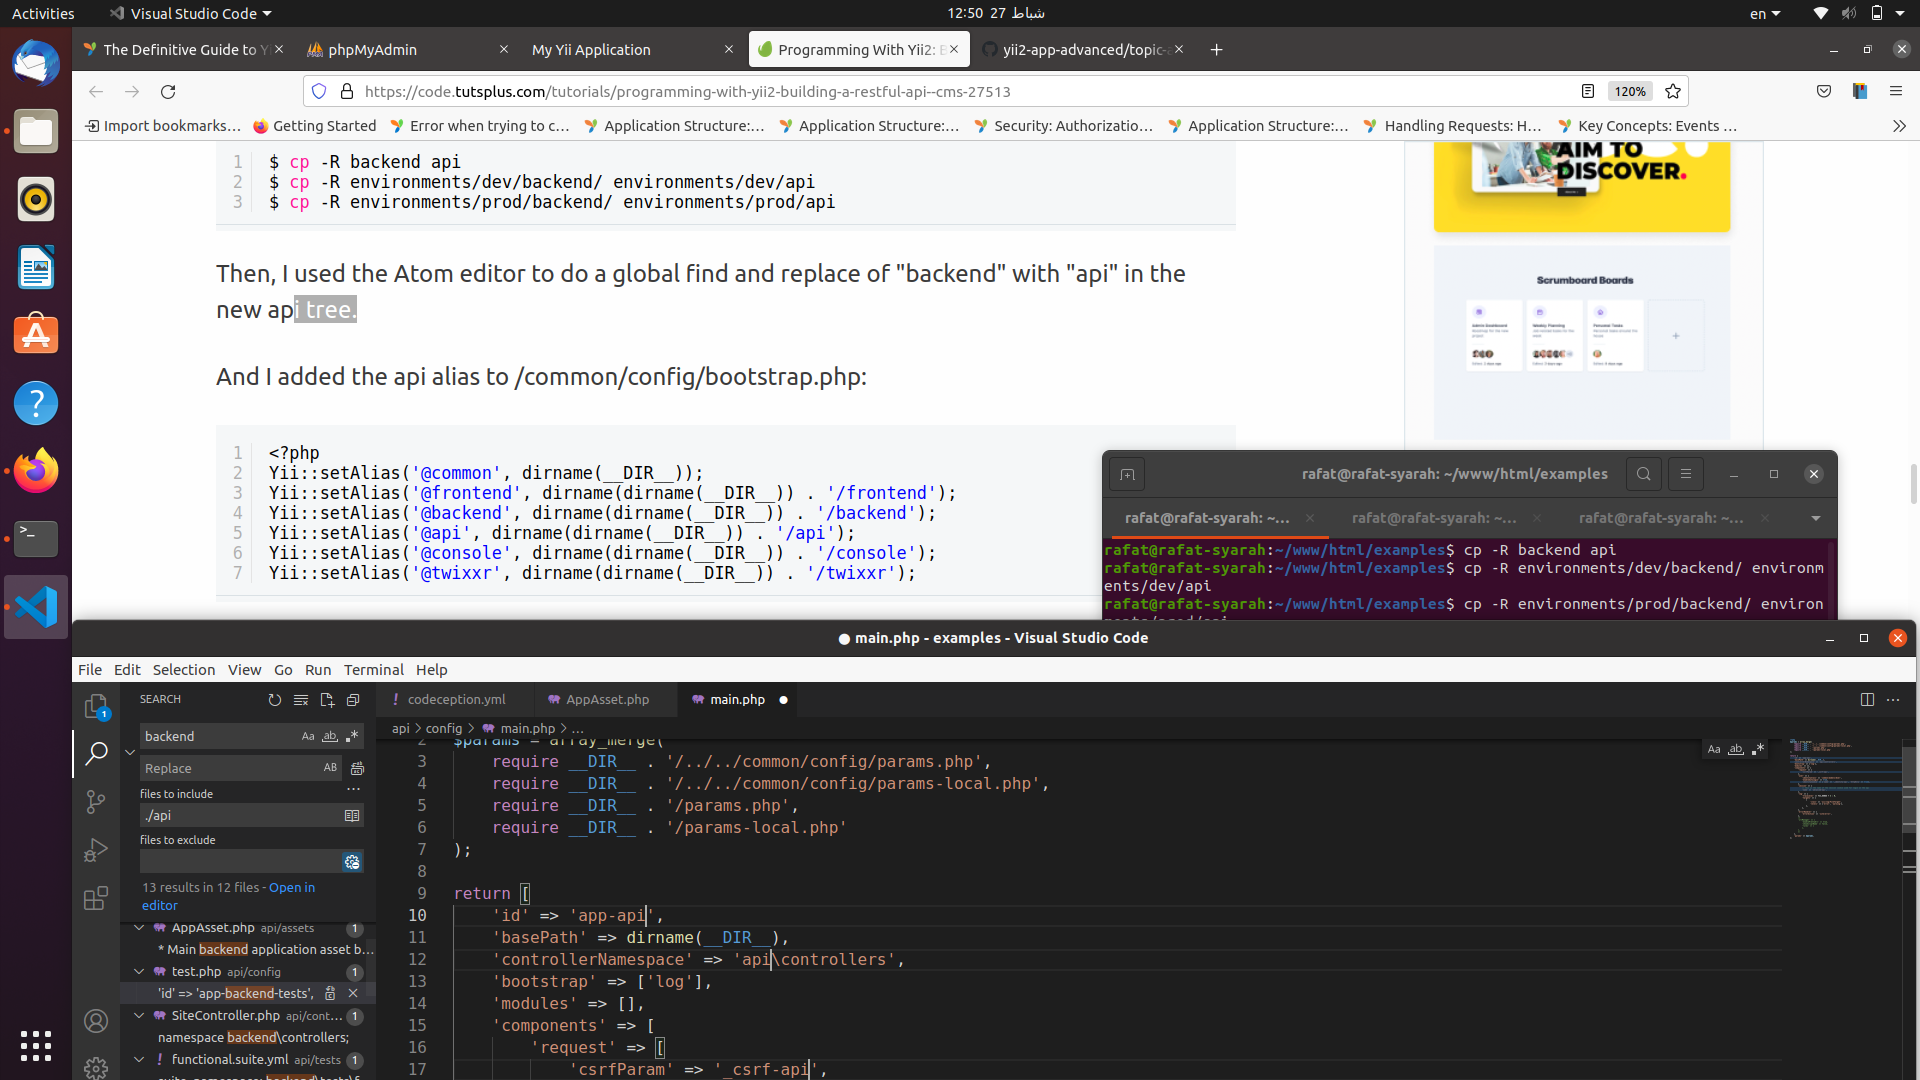 Activities
Visual Studio Code
شباط 27 12:50
en
The Definitive Guide to Yi
phpMyAdmin
My Yii Application
Programming With Yii2: B
yii2-app-advanced/topic-a
https://code.tutsplus.com/tutorials/programming-with-yii2-building-a-restful-api--cms-27513
120%
Import bookmarks…
Getting Started
Error when trying to c…
Application Structure:…
Application Structure:…
Security: Authorizatio…
Application Structure:…
Handling Requests: H…
Key Concepts: Events …
1 $ cp -R backend api
2 $ cp -R environments/dev/backend/ environments/dev/api
3 $ cp -R environments/prod/backend/ environments/prod/api
Then, I used the Atom editor to do a global find and replace of "backend" with "api" in the
new api tree.
And I added the api alias to /common/config/bootstrap.php:
1 <?php
2 Yii::setAlias('@common', dirname(__DIR__));
3 Yii::setAlias('@frontend', dirname(dirname(__DIR__)) . '/frontend');
4 Yii::setAlias('@backend', dirname(dirname(__DIR__)) . '/backend');
5 Yii::setAlias('@api', dirname(dirname(__DIR__)) . '/api');
6 Yii::setAlias('@console', dirname(dirname(__DIR__)) . '/console');
7 Yii::setAlias('@twixxr', dirname(dirname(__DIR__)) . '/twixxr');
AIM TO
DISCOVER.
Scrumboard Boards
Admin Dashboard
Weekly Planning
Personal Tasks
rafat@rafat-syarah: ~/www/html/examples
rafat@rafat-syarah: ~...
rafat@rafat-syarah: ~...
rafat@rafat-syarah: ~...
rafat@rafat-syarah:~/www/html/examples$ cp -R backend api
rafat@rafat-syarah:~/www/html/examples$ cp -R environments/dev/backend/ environm
ents/dev/api
rafat@rafat-syarah:~/www/html/examples$ cp -R environments/prod/backend/ environ
ments/prod/api
● main.php - examples - Visual Studio Code
File Edit Selection View Go Run Terminal Help
1
SEARCH
backend
Aa ab .*
Replace
AB
files to include
./api
files to exclude
13 results in 12 files - Open in
editor
AppAsset.php api/assets 1
* Main backend application asset b…
test.php api/config 1
'id' => 'app-backend-tests',
SiteController.php api/cont… 1
namespace backend\controllers;
! functional.suite.yml api/tests 1
! codeception.yml
AppAsset.php
main.php ●
api > config > main.php > …
Aa ab .*
2 $params = array_merge(
3 require __DIR__ . '/../../common/config/params.php',
4 require __DIR__ . '/../../common/config/params-local.php',
5 require __DIR__ . '/params.php',
6 require __DIR__ . '/params-local.php'
7 );
8
9 return [
10 'id' => 'app-api',
11 'basePath' => dirname(__DIR__),
12 'controllerNamespace' => 'api\controllers',
13 'bootstrap' => ['log'],
14 'modules' => [],
15 'components' => [
16 'request' => [
17 'csrfParam' => '_csrf-api',